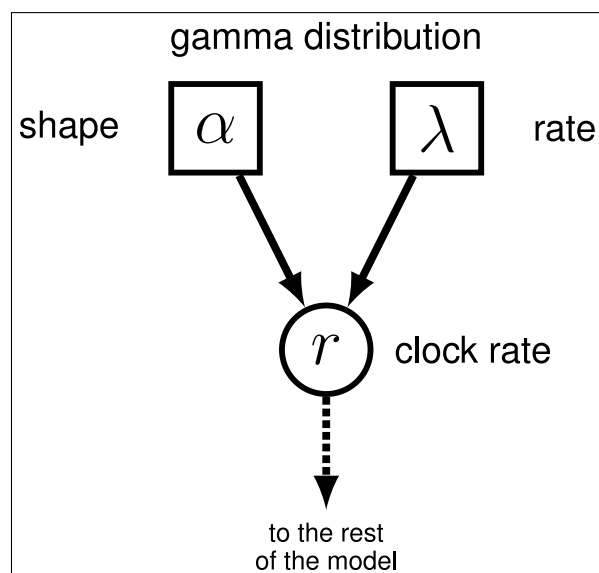 gamma distribution
shape α λ rate
r clock rate
to the rest
of the model